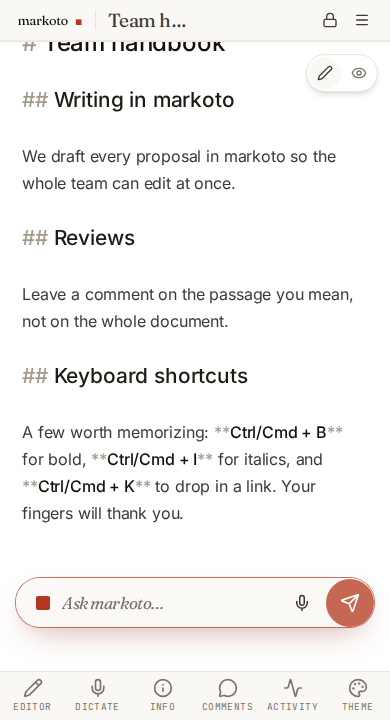 markoto
Team h...
# Team handbook
## Writing in markoto
We draft every proposal in markoto so the
whole team can edit at once.
## Reviews
Leave a comment on the passage you mean,
not on the whole document.
## Keyboard shortcuts
A few worth memorizing: **Ctrl/Cmd + B**
for bold, **Ctrl/Cmd + I** for italics, and
**Ctrl/Cmd + K** to drop in a link. Your
fingers will thank you.
Ask markoto...
EDITOR DICTATE INFO COMMENTS ACTIVITY THEME